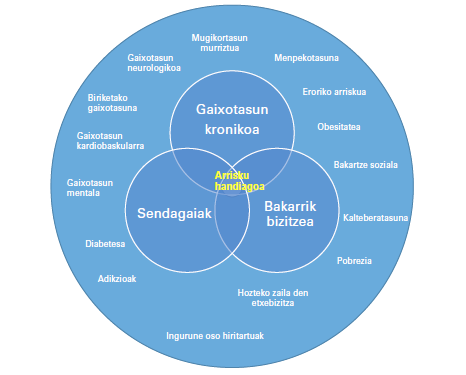 Mugikortasun
murriztua
Gaixotasun
neurologikoa
Menpekotasuna
Biriketako
gaixotasuna
Eroriko arriskua
Gaixotasun
kronikoa
Obesitatea
Gaixotasun
kardiobaskularra
Bakartze soziala
Arrisku
handiagoa
Gaixotasun
mentala
Sendagaiak
Bakarrik
bizitzea
Kalteberatasuna
Diabetesa
Pobrezia
Adikzioak
Hozteko zaila den
etxebizitza
Ingurune oso hiritartuak